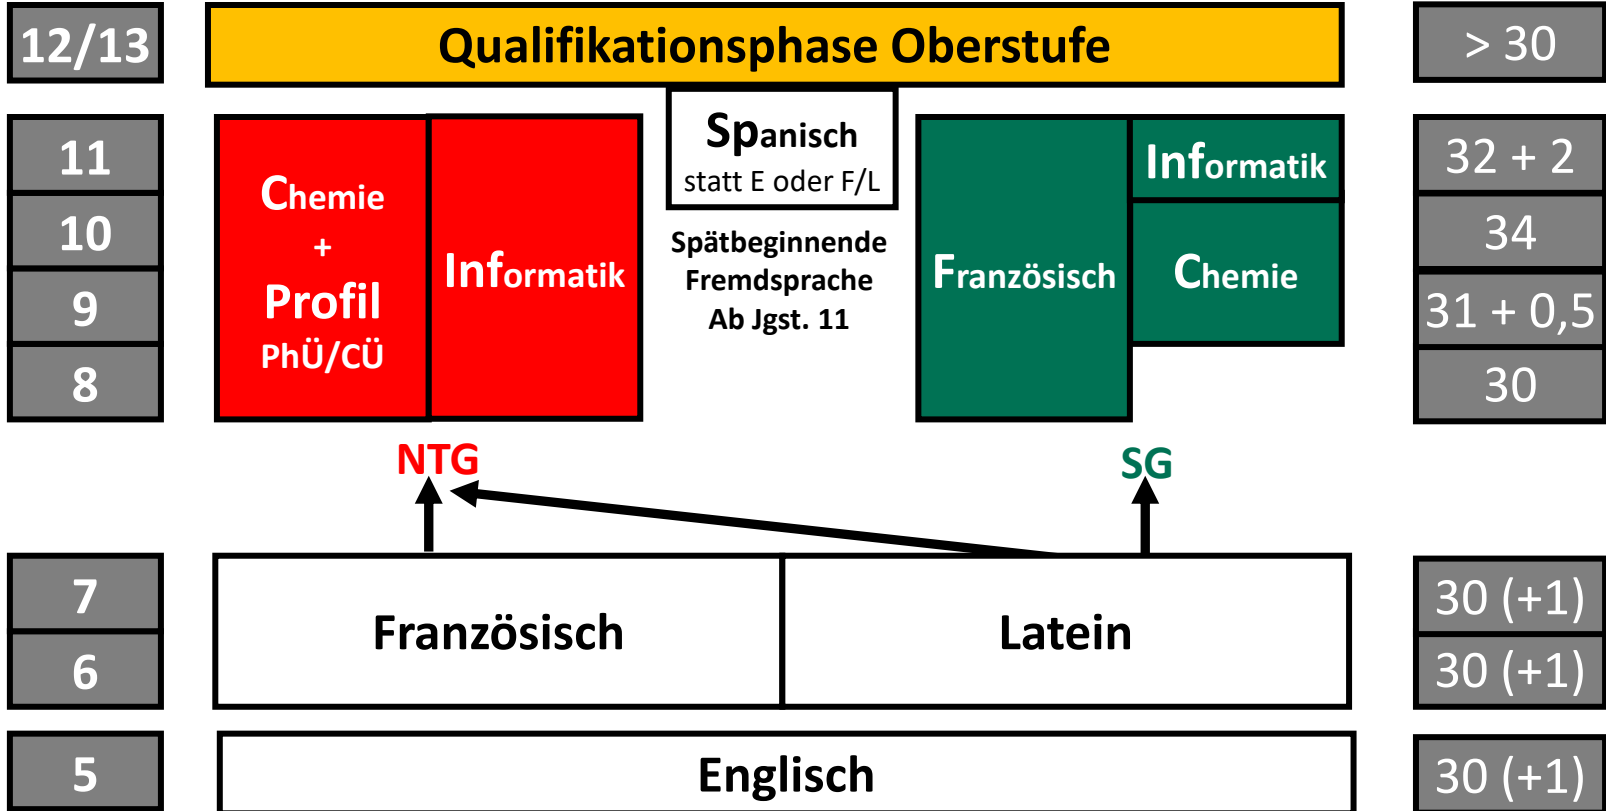 12/13
Qualifikationsphase Oberstufe
> 30
11
10
9
8
Chemie
+
Profil
PhÜ/CÜ
Informatik
Spanisch
statt E oder F/L
Spätbeginnende
Fremdsprache
Ab Jgst. 11
Französisch
Informatik
Chemie
32 + 2
34
31 + 0,5
30
NTG
SG
7
6
Französisch
Latein
30 (+1)
30 (+1)
5
Englisch
30 (+1)